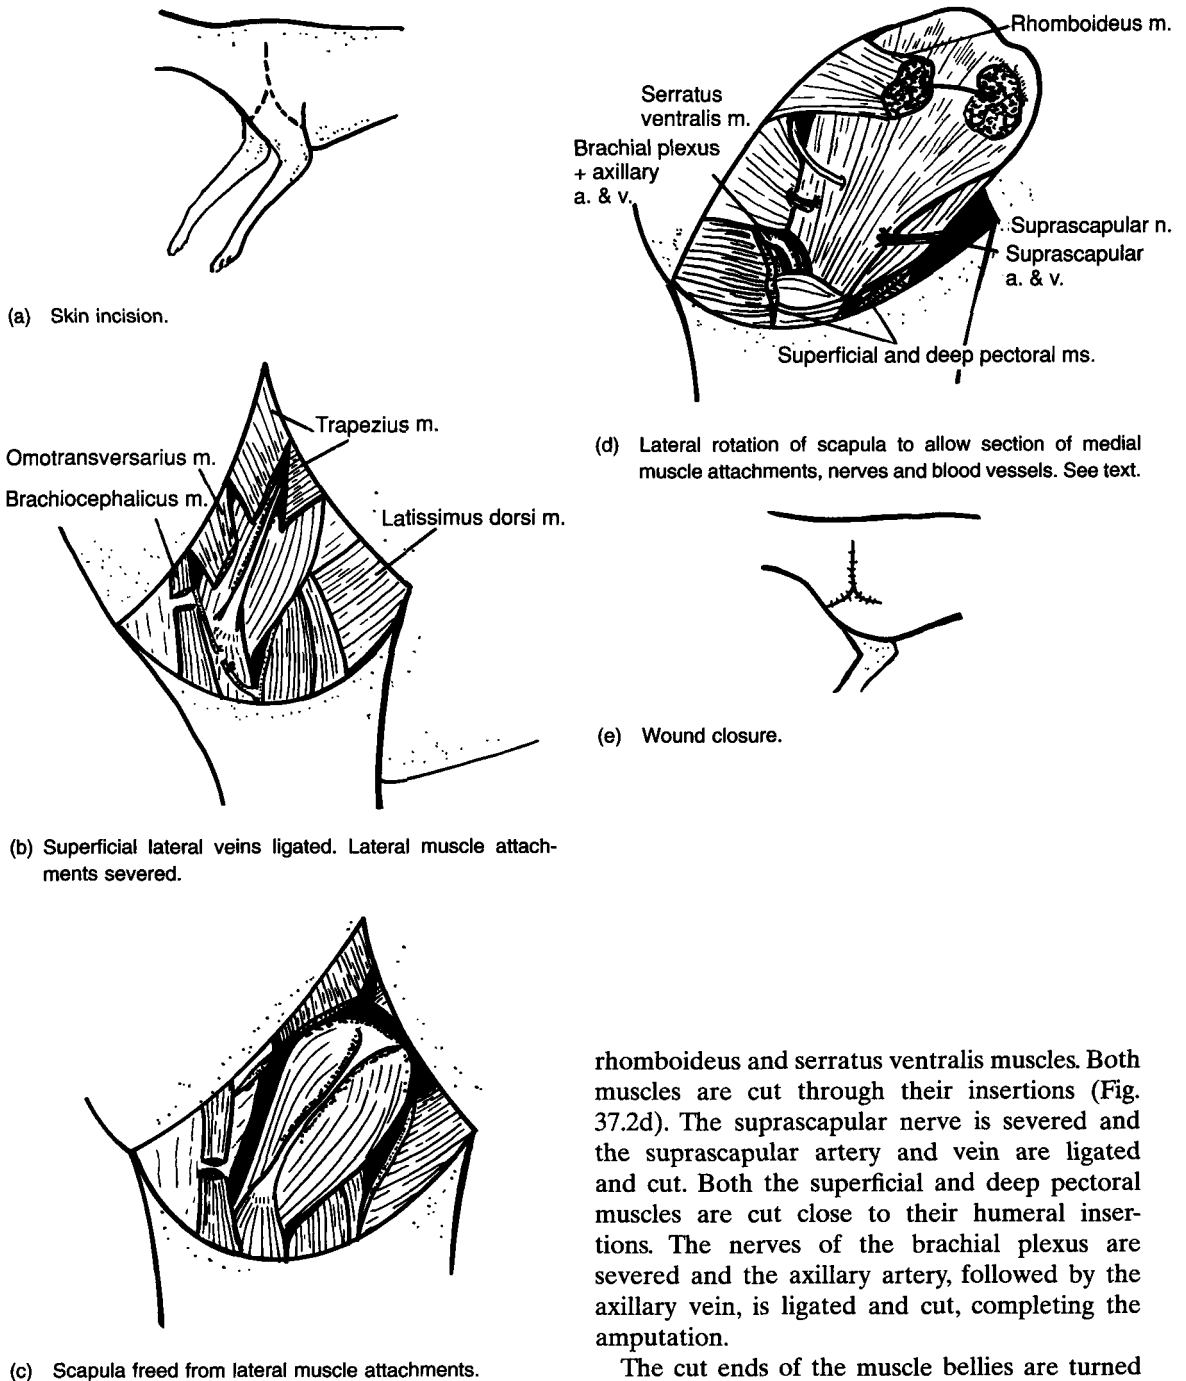 (a) Skin incision.
Omotransversarius m.
Brachiocephalicus m.
Trapezius m.
Latissimus dorsi m.
(b) Superficial lateral veins ligated. Lateral muscle attach-
ments severed.
(c) Scapula freed from lateral muscle attachments.
Rhomboideus m.
Serratus
ventralis m.
Brachial plexus
+ axillary
a. & v.
Suprascapular n.
Suprascapular
a. & v.
Superficial and deep pectoral ms.
(d) Lateral rotation of scapula to allow section of medial
muscle attachments, nerves and blood vessels. See text.
(e) Wound closure.
rhomboideus and serratus ventralis muscles. Both
muscles are cut through their insertions (Fig.
37.2d). The suprascapular nerve is severed and
the suprascapular artery and vein are ligated
and cut. Both the superficial and deep pectoral
muscles are cut close to their humeral inser-
tions. The nerves of the brachial plexus are
severed and the axillary artery, followed by the
axillary vein, is ligated and cut, completing the
amputation.
The cut ends of the muscle bellies are turned